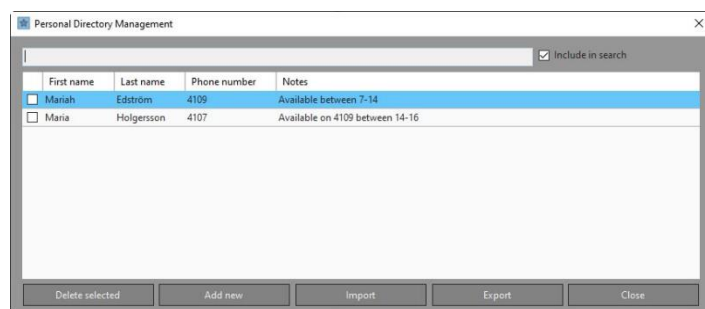 Personal Directory Management
Include in search
First name Last name Phone number Notes
Mariah Edström 4109 Available between 7-14
Maria Holgersson 4107 Available on 4109 between 14-16
Delete selected Add new Import Export Close